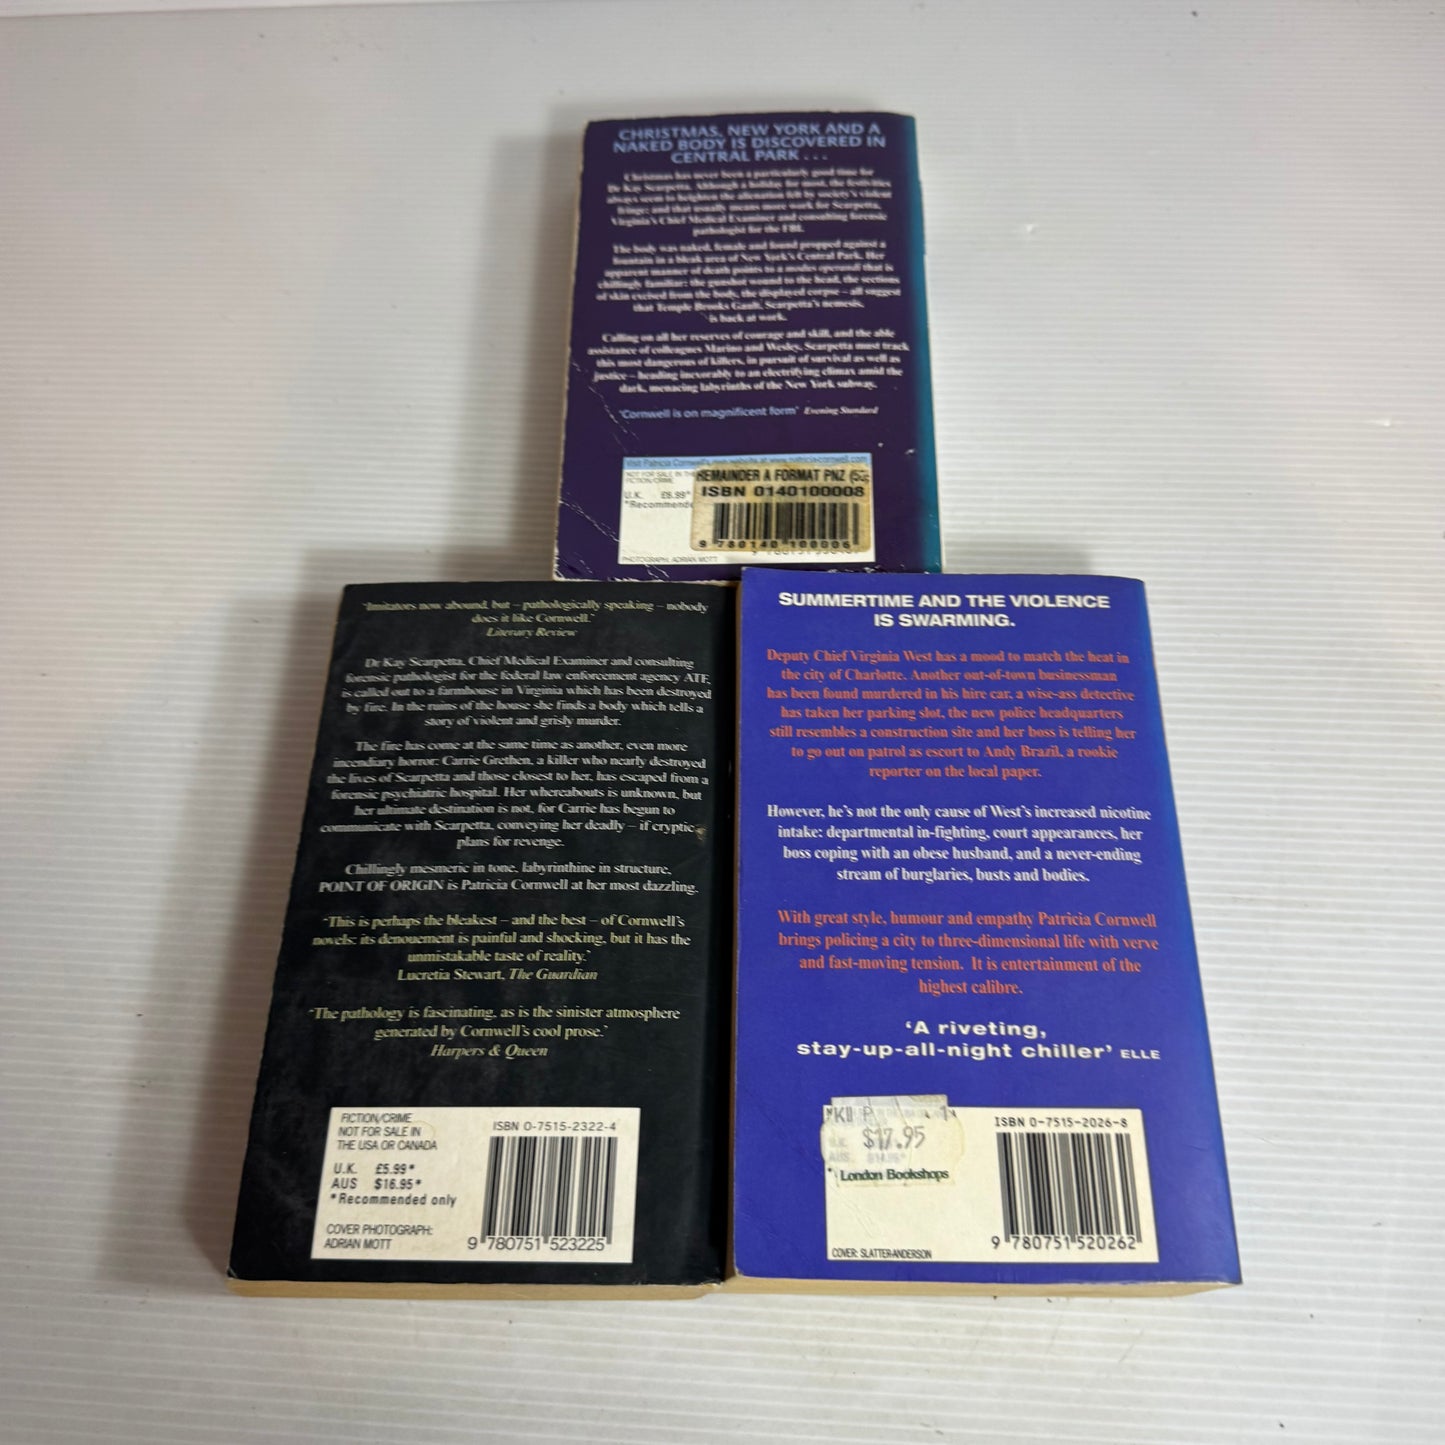 CHRISTMAS, NEW YORK AND A
NAKED BODY IS DISCOVERED IN
CENTRAL PARK . . .
Christmas has never been a particularly good time for
Dr Kay Scarpetta. Although a holiday for most, the festivities
always seem to heighten the alienation felt by society's violent
fringe; and that usually means more work for Scarpetta,
Virginia's Chief Medical Examiner and consulting forensic
pathologist for the FBI.
The body was naked, female and found propped against a
fountain in a bleak area of New York's Central Park. Her
apparent manner of death points to a modus operandi that is
chillingly familiar: the gunshot wound to the head, the sections
of skin excised from the body, the displayed corpse – all suggest
that Temple Brooks Gault, Scarpetta's nemesis,
is back at work.
Calling on all her reserves of courage and skill, and the able
assistance of colleagues Marino and Wesley, Scarpetta must track
this most dangerous of killers, in pursuit of survival as well as
justice – heading inexorably to an electrifying climax amid the
dark, menacing labyrinths of the New York subway.
'Cornwell is on magnificent form' Evening Standard
Visit Patricia Cornwell's own website at www.patricia-cornwell.com
NOT FOR SALE IN THE
FICTION/CRIME
U.K. £6.99*
*Recommended
REMAINDER A FORMAT PNZ
ISBN 0140100008
9 780140 100006
PHOTOGRAPH: ADRIAN MOTT
'Imitators now abound, but – pathologically speaking – nobody
does it like Cornwell.'
Literary Review
Dr Kay Scarpetta, Chief Medical Examiner and consulting
forensic pathologist for the federal law enforcement agency ATF,
is called out to a farmhouse in Virginia which has been destroyed
by fire. In the ruins of the house she finds a body which tells a
story of violent and grisly murder.
The fire has come at the same time as another, even more
incendiary horror: Carrie Grethen, a killer who nearly destroyed
the lives of Scarpetta and those closest to her, has escaped from a
forensic psychiatric hospital. Her whereabouts is unknown, but
her ultimate destination is not, for Carrie has begun to
communicate with Scarpetta, conveying her deadly – if cryptic –
plans for revenge.
Chillingly mesmeric in tone, labyrinthine in structure,
POINT OF ORIGIN is Patricia Cornwell at her most dazzling.
'This is perhaps the bleakest – and the best – of Cornwell's
novels: its denouement is painful and shocking, but it has the
unmistakable taste of reality.'
Lucretia Stewart, The Guardian
'The pathology is fascinating, as is the sinister atmosphere
generated by Cornwell's cool prose.'
Harpers & Queen
FICTION/CRIME
NOT FOR SALE IN
THE USA OR CANADA
U.K. £5.99*
AUS $16.95*
*Recommended only
COVER PHOTOGRAPH:
ADRIAN MOTT
ISBN 0-7515-2322-4
9 780751 523225
SUMMERTIME AND THE VIOLENCE
IS SWARMING.
Deputy Chief Virginia West has a mood to match the heat in
the city of Charlotte. Another out-of-town businessman
has been found murdered in his hire car, a wise-ass detective
has taken her parking slot, the new police headquarters
still resembles a construction site and her boss is telling her
to go out on patrol as escort to Andy Brazil, a rookie
reporter on the local paper.
However, he's not the only cause of West's increased nicotine
intake: departmental in-fighting, court appearances, her
boss coping with an obese husband, and a never-ending
stream of burglaries, busts and bodies.
With great style, humour and empathy Patricia Cornwell
brings policing a city to three-dimensional life with verve
and fast-moving tension. It is entertainment of the
highest calibre.
'A riveting,
stay-up-all-night chiller' ELLE
$17.95
London Bookshops
COVER: SLATTER-ANDERSON
ISBN 0-7515-2026-8
9 780751 520262